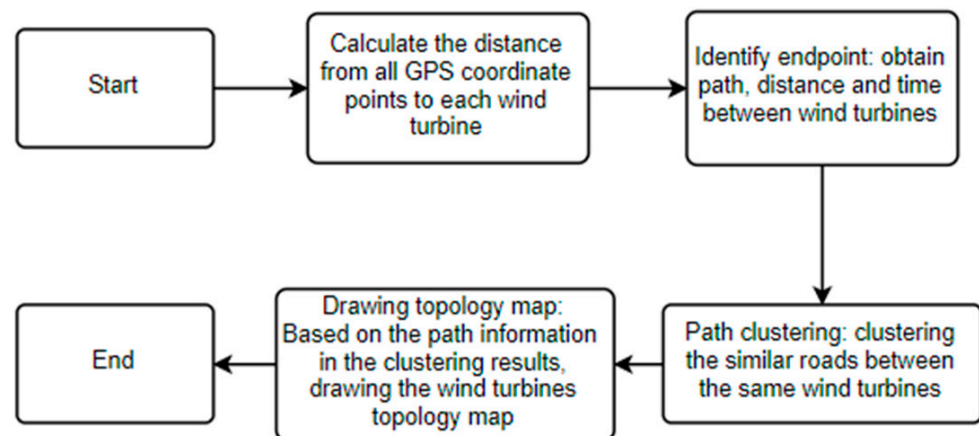 Start
Calculate the distance
from all GPS coordinate
points to each wind
turbine
Identify endpoint: obtain
path, distance and time
between wind turbines
Path clustering: clustering
the similar roads between
the same wind turbines
Drawing topology map:
Based on the path information
in the clustering results,
drawing the wind turbines
topology map
End